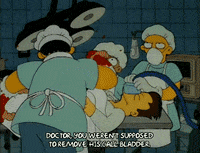 DOCTOR, YOU WEREN'T SUPPOSED
TO REMOVE HIS GALL BLADDER.